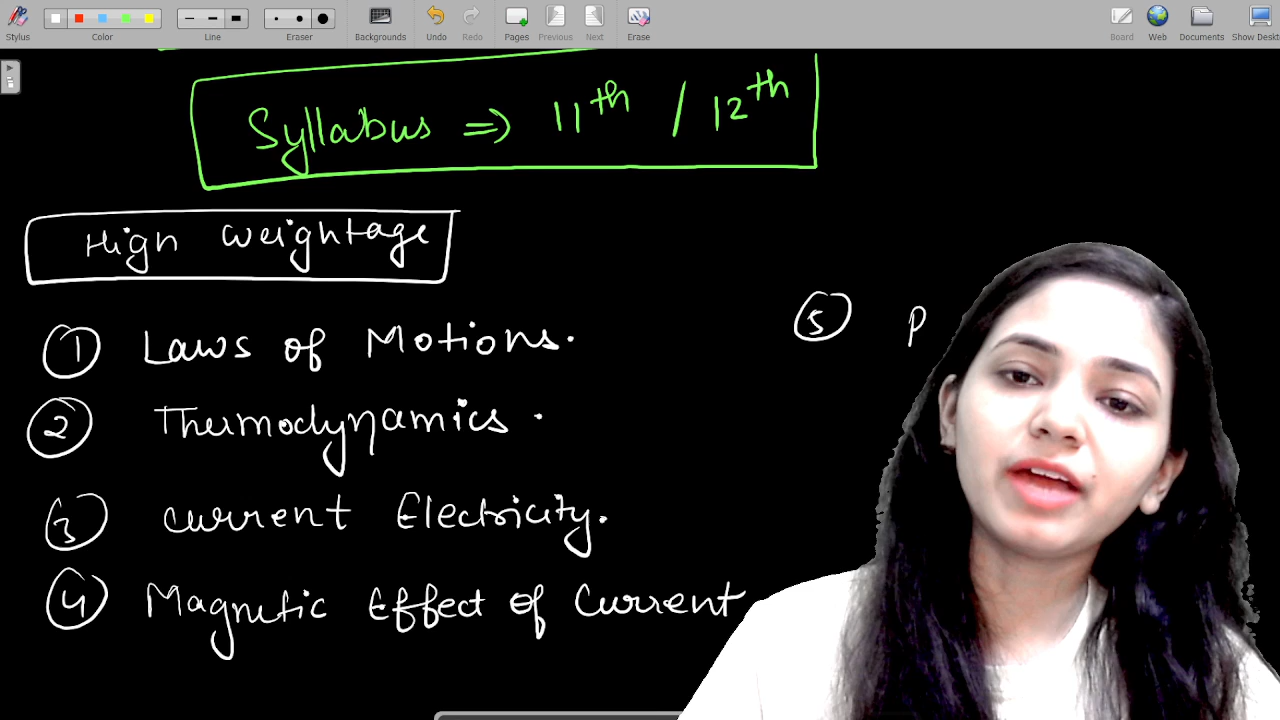 Stylus
Color
Line
Eraser
Backgrounds
Undo
Redo
Pages
Previous
Next
Erase
Board
Web
Documents
Show Deskt
Syllabus ⇒ 11th / 12th
High Weightage
1 Laws of Motions.
2 Thermodynamics.
3 Current Electricity.
4 Magnetic Effect of Current
5 P